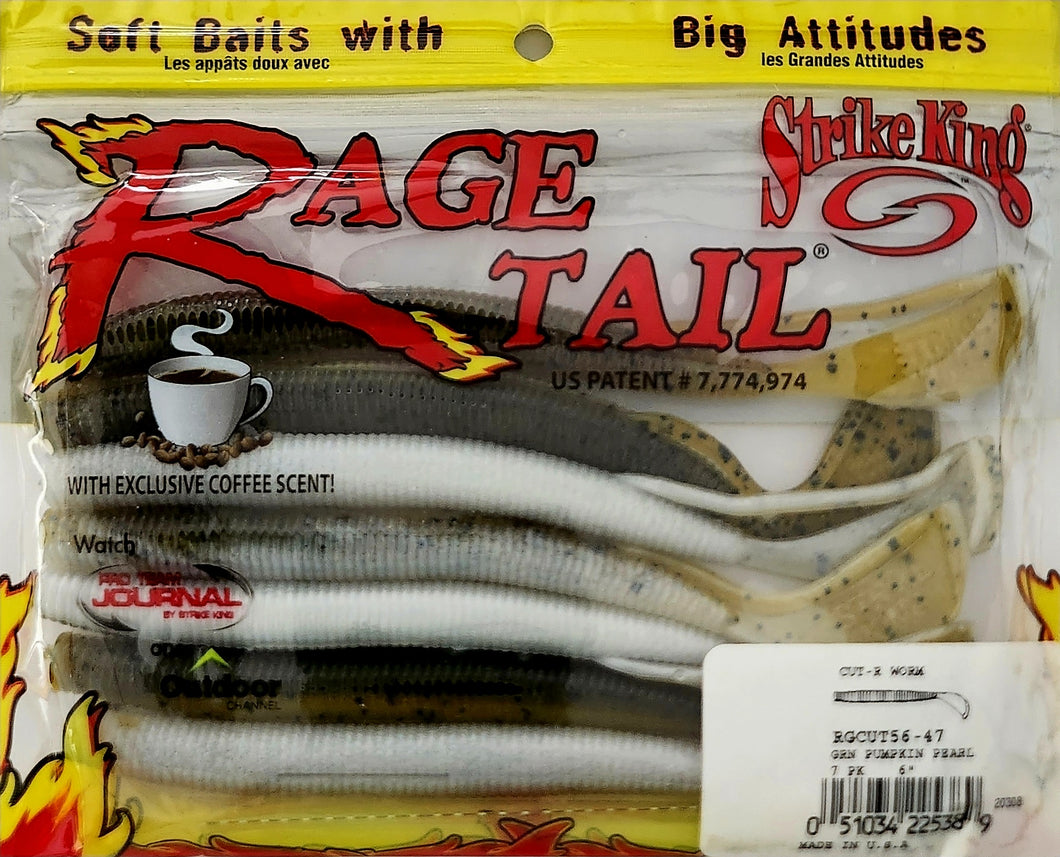 Soft Baits with
Big Attitudes
Les appâts doux avec
les Grandes Attitudes
RAGE
TAIL®
Strike King®
US PATENT # 7,774,974
WITH EXCLUSIVE COFFEE SCENT!
Watch
PRO TEAM
JOURNAL
BY STRIKE KING
Outdoor
CHANNEL
CUT-R WORM
RGCUT56-47
GRN PUMPKIN PEARL
7 PK 6"
20308
0 51034 22538 9
MADE IN U.S.A